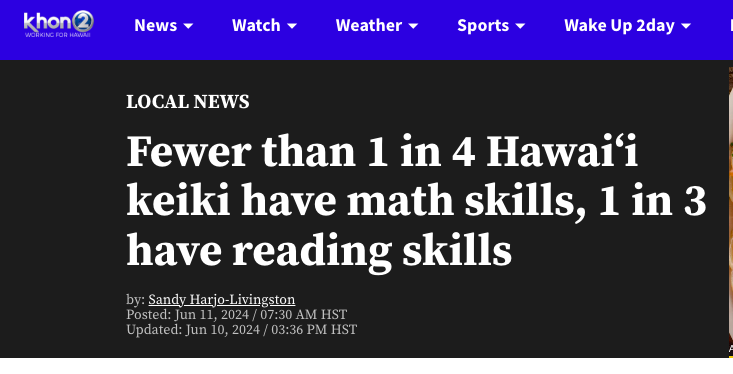 khon2
WORKING FOR HAWAII
News
Watch
Weather
Sports
Wake Up 2day
LOCAL NEWS
Fewer than 1 in 4 Hawaiʻi
keiki have math skills, 1 in 3
have reading skills
by: Sandy Harjo-Livingston
Posted: Jun 11, 2024 / 07:30 AM HST
Updated: Jun 10, 2024 / 03:36 PM HST